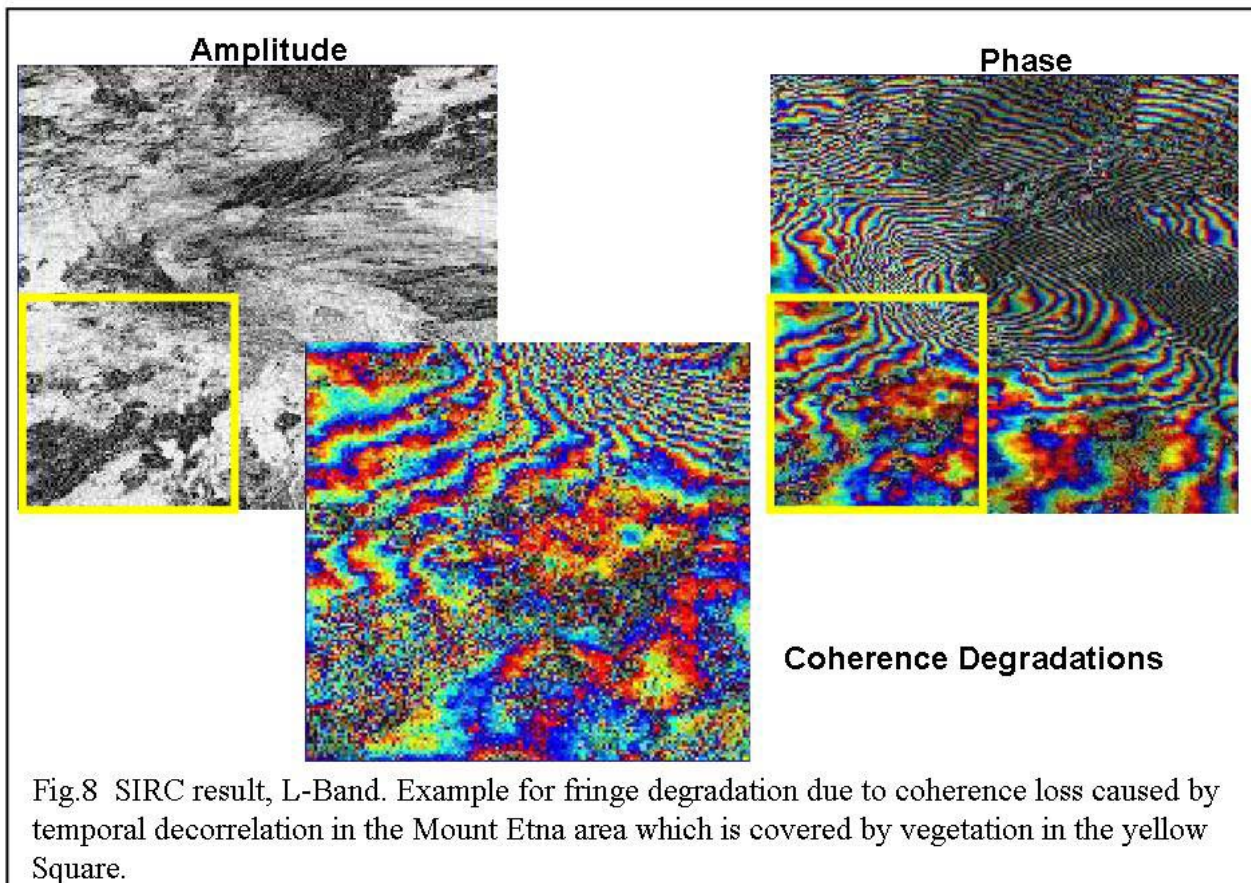 Amplitude
Phase
Coherence Degradations
Fig.8 SIRC result, L-Band. Example for fringe degradation due to coherence loss caused by
temporal decorrelation in the Mount Etna area which is covered by vegetation in the yellow
Square.